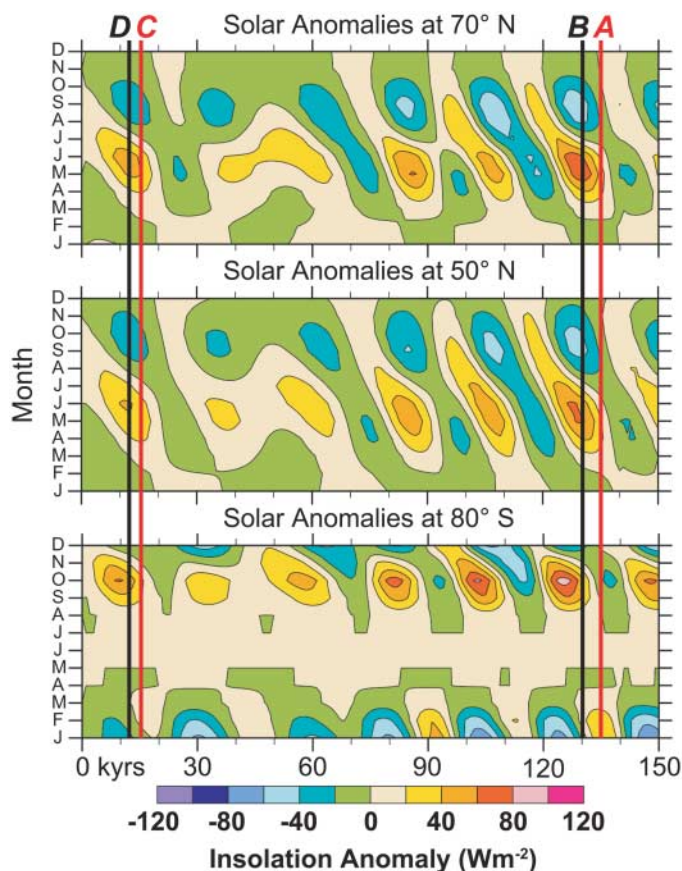 D C B A
Solar Anomalies at 70° N
D
N
O
S
A
J
J
M
A
M
F
J
Solar Anomalies at 50° N
D
N
O
S
A
J
J
M
A
M
F
J
Month
Solar Anomalies at 80° S
D
N
O
S
A
J
J
M
A
M
F
J
0 kyrs 30 60 90 120 150
-120 -80 -40 0 40 80 120
Insolation Anomaly (Wm-2)